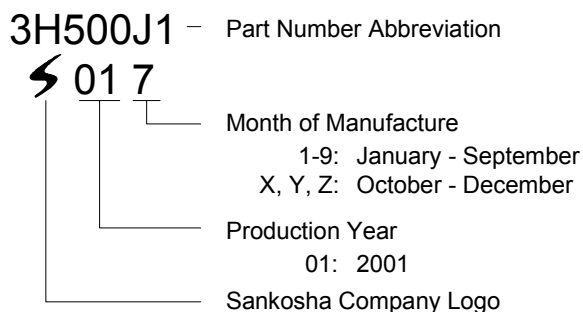 3H500J1 Part Number Abbreviation
01 7
Month of Manufacture
1-9: January - September
X, Y, Z: October - December
Production Year
01: 2001
Sankosha Company Logo